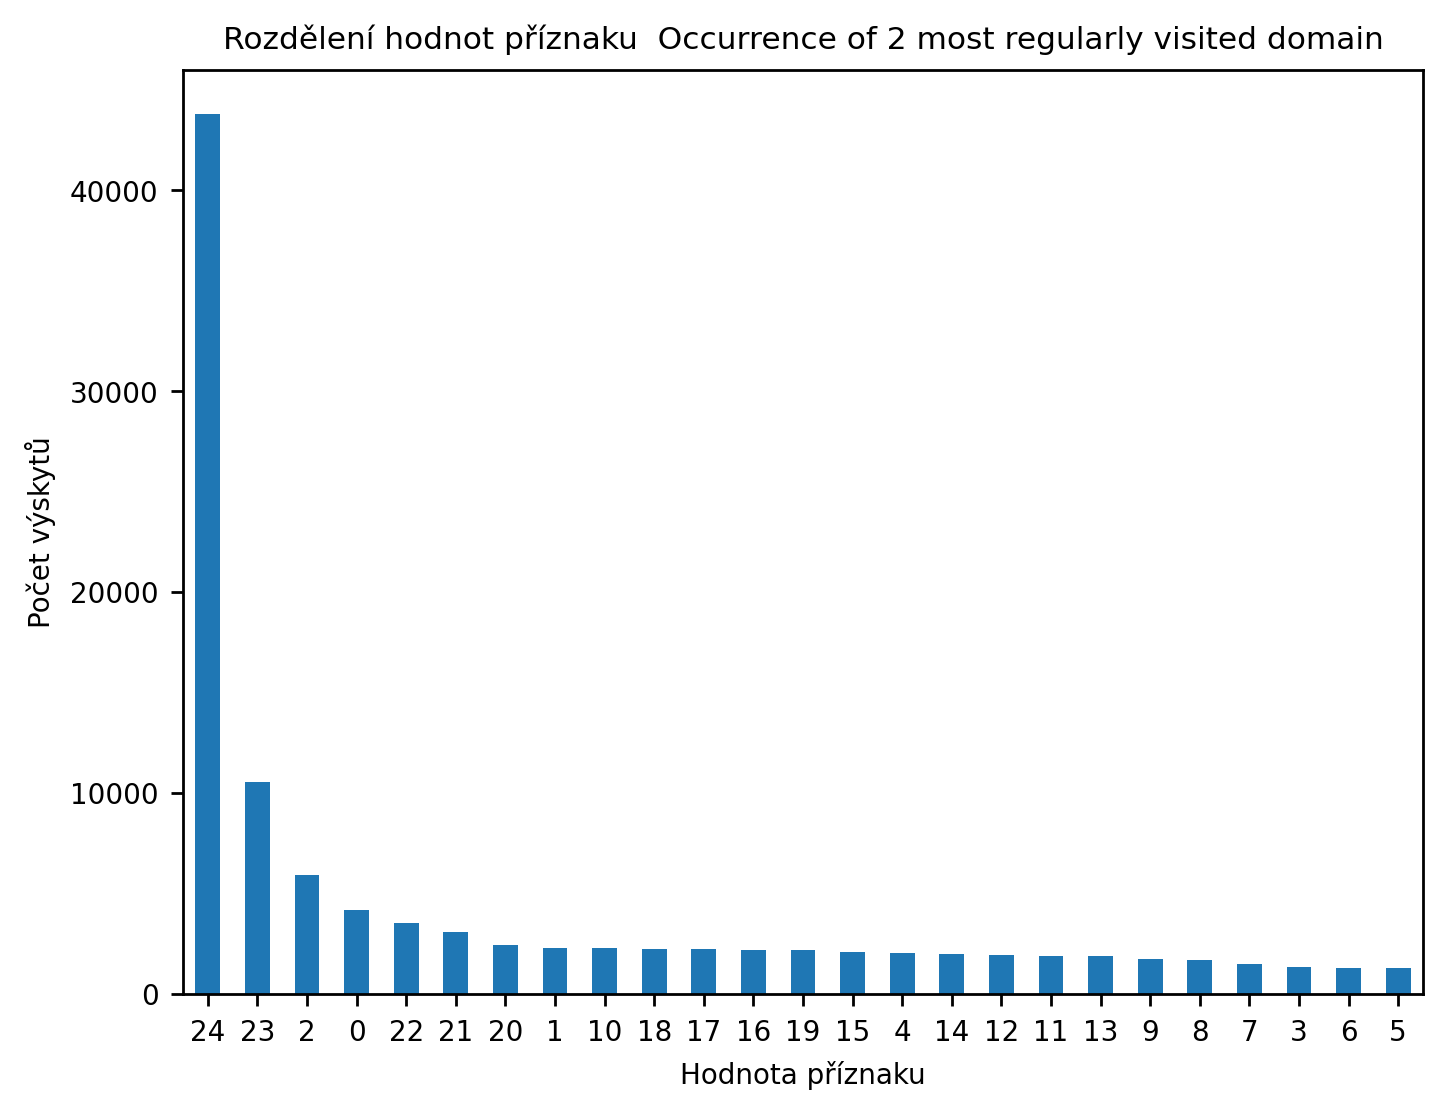 Rozdělení hodnot příznaku  Occurrence of 2 most regularly visited domain
40000
30000
20000
10000
0
Počet výskytů
24 23 2 0 22 21 20 1 10 18 17 16 19 15 4 14 12 11 13 9 8 7 3 6 5
Hodnota příznaku